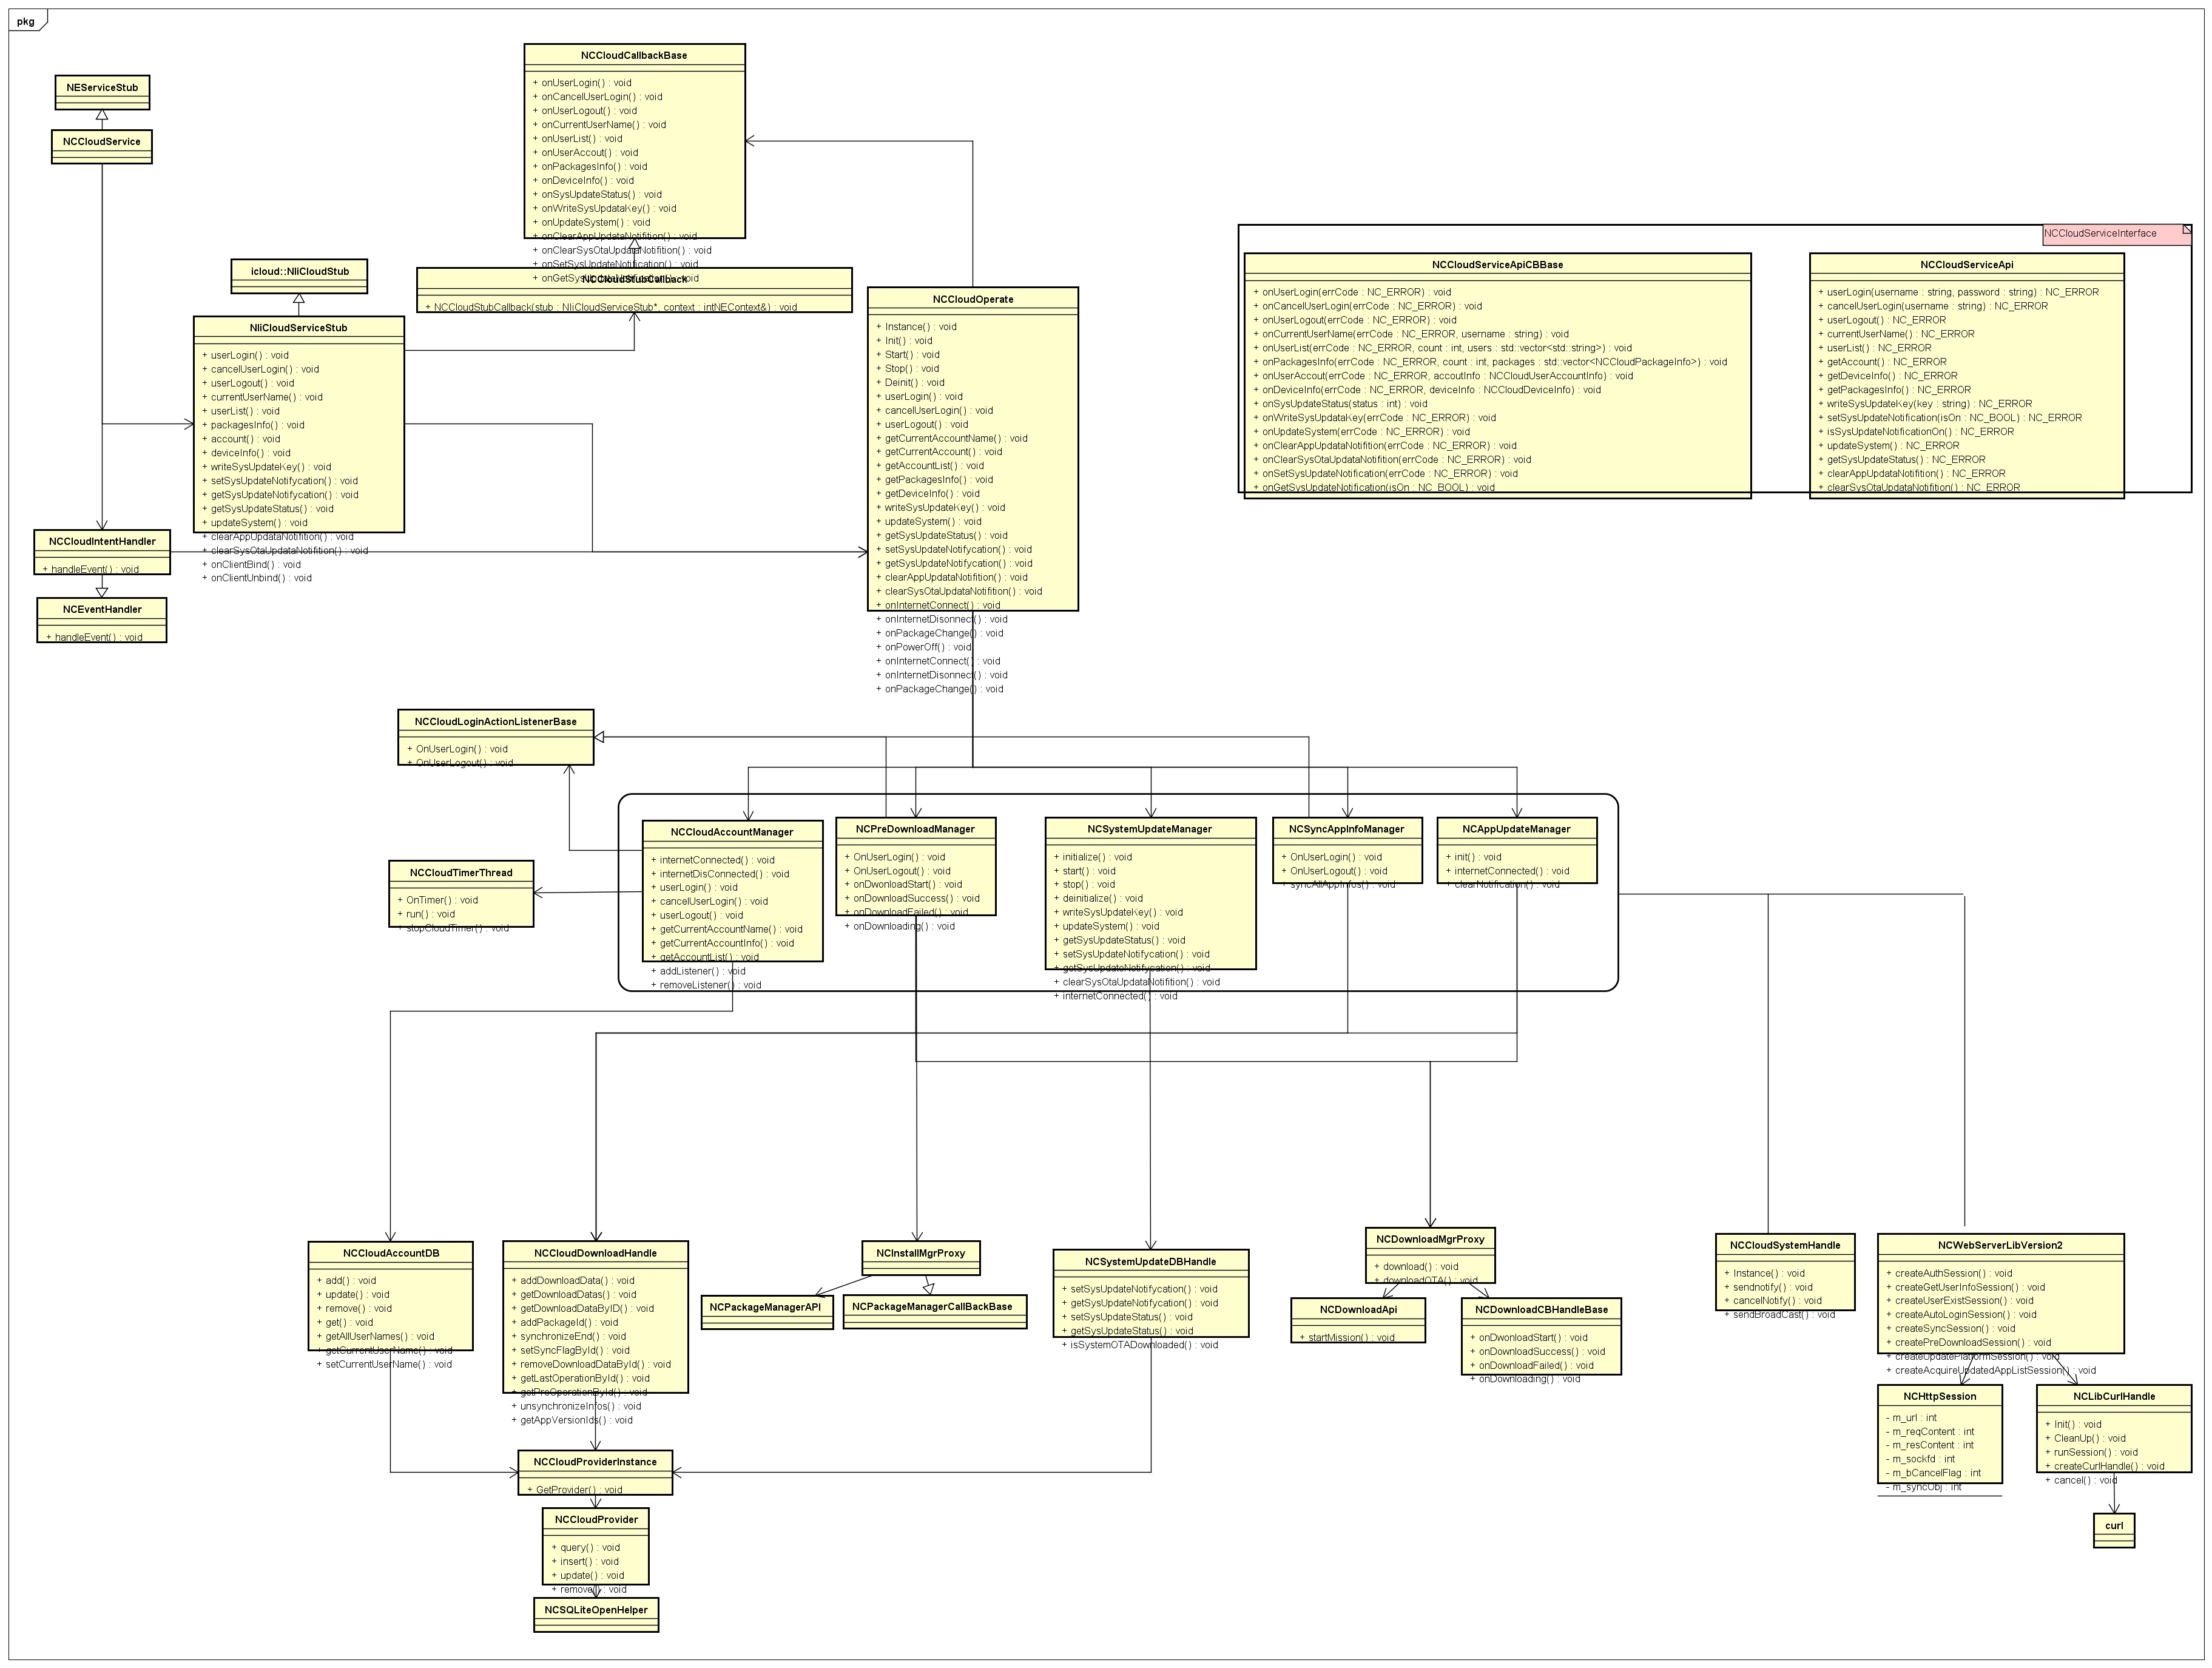 pkg
NCCloudCallbackBase
+ onUserLogin() : void
+ onCancelUserLogin() : void
+ onUserLogout() : void
+ onCurrentUserName() : void
+ onUserList() : void
+ onUserAccout() : void
+ onPackagesInfo() : void
+ onDeviceInfo() : void
+ onSysUpdateStatus() : void
+ onWriteSysUpdataKey() : void
+ onUpdateSystem() : void
+ onClearAppUpdataNotifition() : void
+ onClearSysOtaUpdataNotifition() : void
+ onSetSysUpdateNotification() : void
+ onGetSysUpdateNotification() : void
NEServiceStub
NCCloudService
icloud::NIiCloudStub
NCCloudStubCallback
+ NCCloudStubCallback(stub : NIiCloudServiceStub*, context : intNEContext&) : void
NIiCloudServiceStub
+ userLogin() : void
+ cancelUserLogin() : void
+ userLogout() : void
+ currentUserName() : void
+ userList() : void
+ packagesInfo() : void
+ account() : void
+ deviceInfo() : void
+ writeSysUpdateKey() : void
+ setSysUpdateNotifycation() : void
+ getSysUpdateNotifycation() : void
+ getSysUpdateStatus() : void
+ updateSystem() : void
+ clearAppUpdataNotifition() : void
+ clearSysOtaUpdataNotifition() : void
+ onClientBind() : void
+ onClientUnbind() : void
NCCloudOperate
+ Instance() : void
+ Init() : void
+ Start() : void
+ Stop() : void
+ Deinit() : void
+ userLogin() : void
+ cancelUserLogin() : void
+ userLogout() : void
+ getCurrentAccountName() : void
+ getCurrentAccount() : void
+ getAccountList() : void
+ getPackagesInfo() : void
+ getDeviceInfo() : void
+ writeSysUpdateKey() : void
+ updateSystem() : void
+ getSysUpdateStatus() : void
+ setSysUpdateNotifycation() : void
+ getSysUpdateNotifycation() : void
+ clearAppUpdataNotifition() : void
+ clearSysOtaUpdataNotifition() : void
+ onInternetConnect() : void
+ onInternetDisonnect() : void
+ onPackageChange() : void
+ onPowerOff() : void
+ onInternetConnect() : void
+ onInternetDisonnect() : void
+ onPackageChange() : void
NCCloudServiceInterface
NCCloudServiceApiCBBase
+ onUserLogin(errCode : NC_ERROR) : void
+ onCancelUserLogin(errCode : NC_ERROR) : void
+ onUserLogout(errCode : NC_ERROR) : void
+ onCurrentUserName(errCode : NC_ERROR, username : string) : void
+ onUserList(errCode : NC_ERROR, count : int, users : std::vector<std::string>) : void
+ onPackagesInfo(errCode : NC_ERROR, count : int, packages : std::vector<NCCloudPackageInfo>) : void
+ onUserAccout(errCode : NC_ERROR, accoutInfo : NCCloudUserAccountInfo) : void
+ onDeviceInfo(errCode : NC_ERROR, deviceInfo : NCCloudDeviceInfo) : void
+ onSysUpdateStatus(status : int) : void
+ onWriteSysUpdataKey(errCode : NC_ERROR) : void
+ onUpdateSystem(errCode : NC_ERROR) : void
+ onClearAppUpdataNotifition(errCode : NC_ERROR) : void
+ onClearSysOtaUpdataNotifition(errCode : NC_ERROR) : void
+ onSetSysUpdateNotification(errCode : NC_ERROR) : void
+ onGetSysUpdateNotification(isOn : NC_BOOL) : void
NCCloudServiceApi
+ userLogin(username : string, password : string) : NC_ERROR
+ cancelUserLogin(username : string) : NC_ERROR
+ userLogout() : NC_ERROR
+ currentUserName() : NC_ERROR
+ userList() : NC_ERROR
+ getAccount() : NC_ERROR
+ getDeviceInfo() : NC_ERROR
+ getPackagesInfo() : NC_ERROR
+ writeSysUpdateKey(key : string) : NC_ERROR
+ setSysUpdateNotification(isOn : NC_BOOL) : NC_ERROR
+ isSysUpdateNotificationOn() : NC_ERROR
+ updateSystem() : NC_ERROR
+ getSysUpdateStatus() : NC_ERROR
+ clearAppUpdataNotifition() : NC_ERROR
+ clearSysOtaUpdataNotifition() : NC_ERROR
NCCloudIntentHandler
+ handleEvent() : void
NCEventHandler
+ handleEvent() : void
NCCloudLoginActionListenerBase
+ OnUserLogin() : void
+ OnUserLogout() : void
NCCloudTimerThread
+ OnTimer() : void
+ run() : void
+ stopCloudTimer() : void
NCCloudAccountManager
+ internetConnected() : void
+ internetDisConnected() : void
+ userLogin() : void
+ cancelUserLogin() : void
+ userLogout() : void
+ getCurrentAccountName() : void
+ getCurrentAccountInfo() : void
+ getAccountList() : void
+ addListener() : void
+ removeListener() : void
NCPreDownloadManager
+ OnUserLogin() : void
+ OnUserLogout() : void
+ onDwonloadStart() : void
+ onDownloadSuccess() : void
+ onDownloadFailed() : void
+ onDownloading() : void
NCSystemUpdateManager
+ initialize() : void
+ start() : void
+ stop() : void
+ deinitialize() : void
+ writeSysUpdateKey() : void
+ updateSystem() : void
+ getSysUpdateStatus() : void
+ setSysUpdateNotifycation() : void
+ getSysUpdateNotifycation() : void
+ clearSysOtaUpdataNotifition() : void
+ internetConnected() : void
NCSyncAppInfoManager
+ OnUserLogin() : void
+ OnUserLogout() : void
+ syncAllAppInfos() : void
NCAppUpdateManager
+ init() : void
+ internetConnected() : void
+ clearNotification() : void
NCCloudAccountDB
+ add() : void
+ update() : void
+ remove() : void
+ get() : void
+ getAllUserNames() : void
+ getCurrentUserName() : void
+ setCurrentUserName() : void
NCCloudDownloadHandle
+ addDownloadData() : void
+ getDownloadDatas() : void
+ getDownloadDataByID() : void
+ addPackageId() : void
+ synchronizeEnd() : void
+ setSyncFlagById() : void
+ removeDownloadDataById() : void
+ getLastOperationById() : void
+ getPreOperationById() : void
+ unsynchronizeInfos() : void
+ getAppVersionIds() : void
NCInstallMgrProxy
NCPackageManagerAPI
NCPackageManagerCallBackBase
NCSystemUpdateDBHandle
+ setSysUpdateNotifycation() : void
+ getSysUpdateNotifycation() : void
+ setSysUpdateStatus() : void
+ getSysUpdateStatus() : void
+ isSystemOTADownloaded() : void
NCDownloadMgrProxy
+ download() : void
+ downloadOTA() : void
NCDownloadApi
+ startMission() : void
NCDownloadCBHandleBase
+ onDwonloadStart() : void
+ onDownloadSuccess() : void
+ onDownloadFailed() : void
+ onDownloading() : void
NCCloudSystemHandle
+ Instance() : void
+ sendnotify() : void
+ cancelNotify() : void
+ sendBroadCast() : void
NCWebServerLibVersion2
+ createAuthSession() : void
+ createGetUserInfoSession() : void
+ createUserExistSession() : void
+ createAutoLoginSession() : void
+ createSyncSession() : void
+ createPreDownloadSession() : void
+ createUpdatePlatformSession() : void
+ createAcquireUpdatedAppListSession() : void
NCHttpSession
- m_url : int
- m_reqContent : int
- m_resContent : int
- m_sockfd : int
- m_bCancelFlag : int
- m_syncObj : int
NCLibCurlHandle
+ Init() : void
+ CleanUp() : void
+ runSession() : void
+ createCurlHandle() : void
+ cancel() : void
curl
NCCloudProviderInstance
+ GetProvider() : void
NCCloudProvider
+ query() : void
+ insert() : void
+ update() : void
+ remove() : void
NCSQLiteOpenHelper